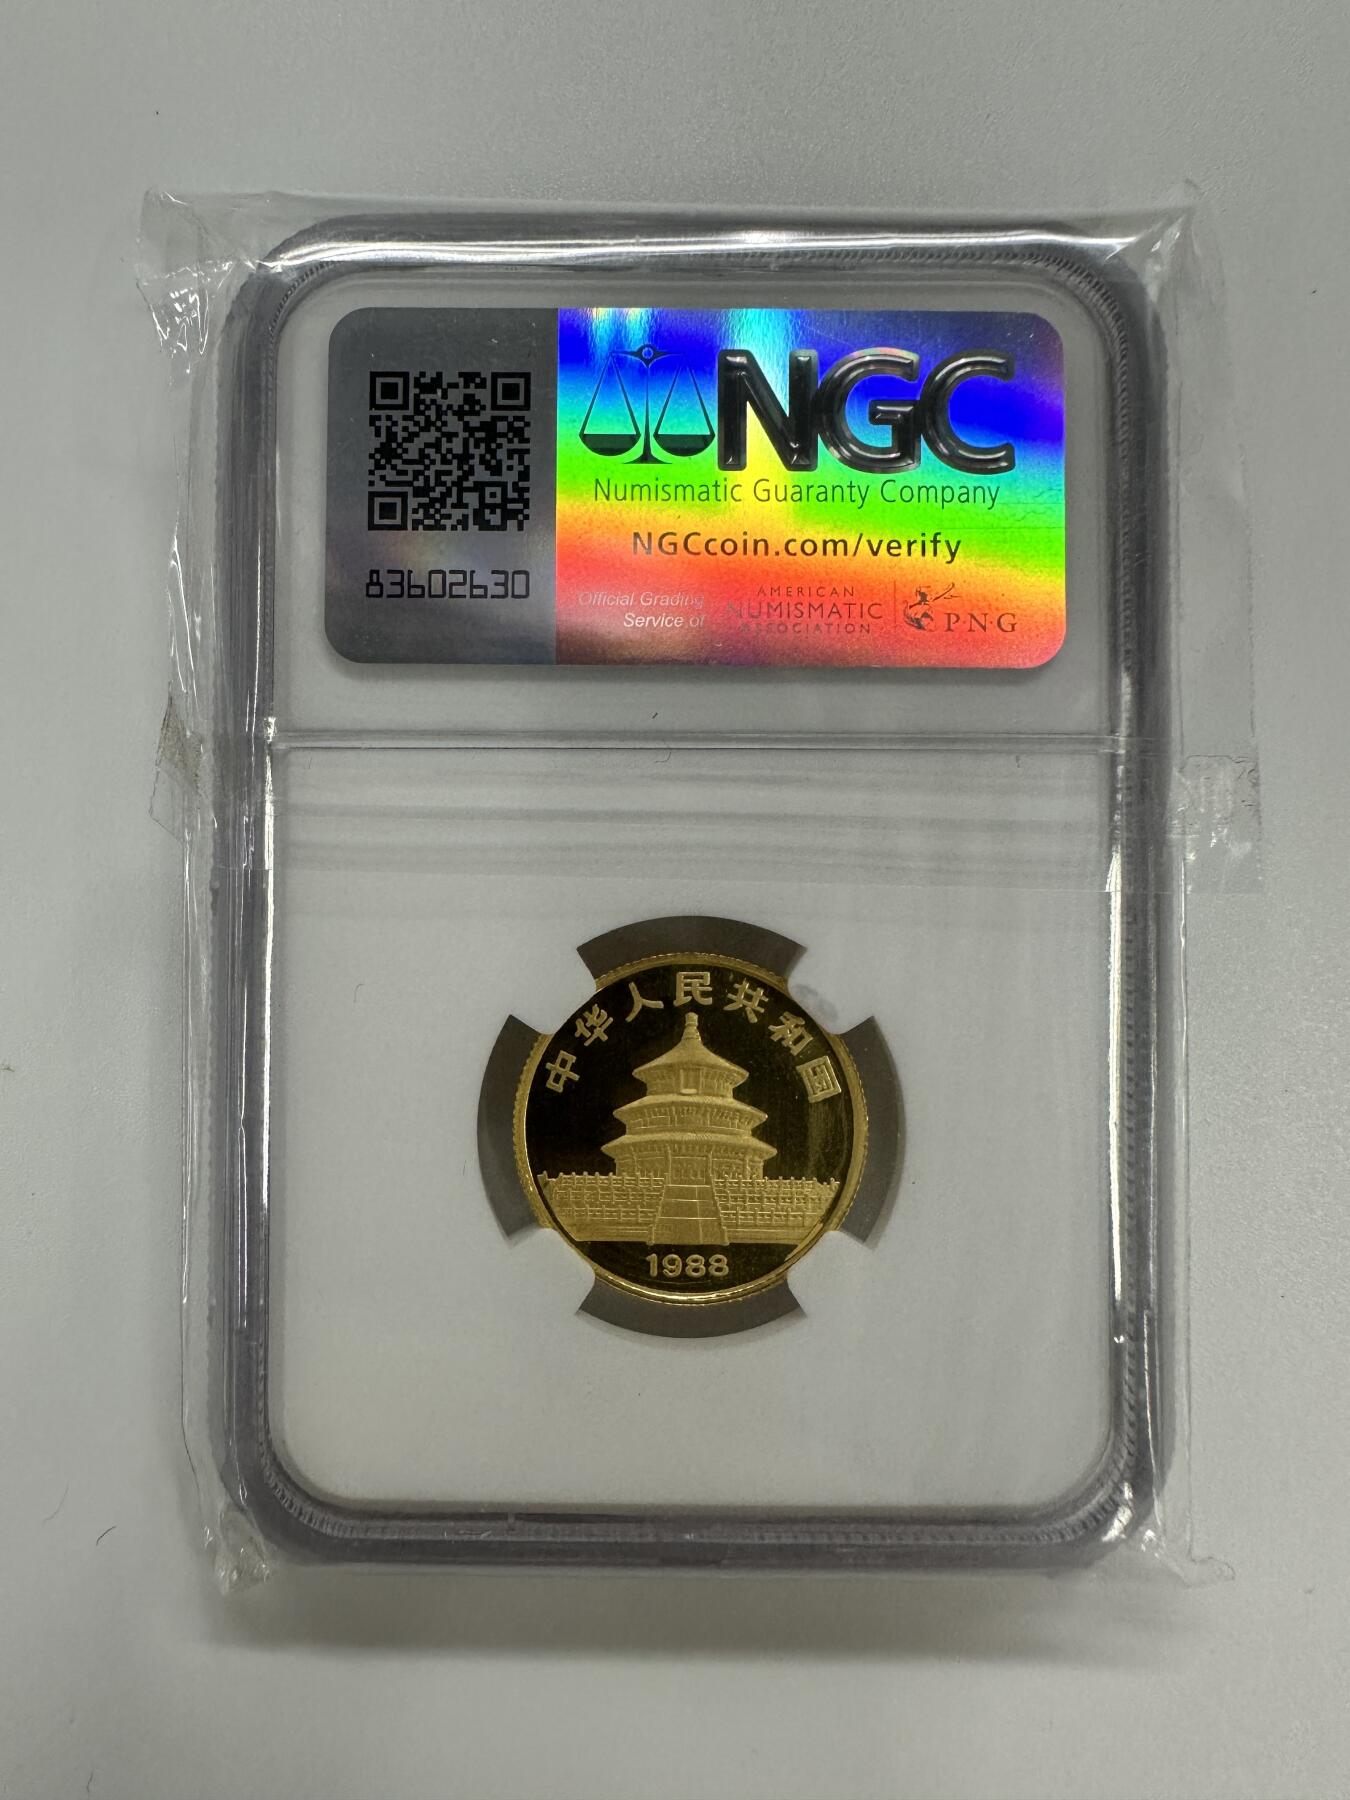 NGC
Numismatic Guaranty Company
NGCcoin.com/verify
83602630
Official Grading
Service of
AMERICAN
NUMISMATIC
ASSOCIATION
PNG
中华人民共和国
1988